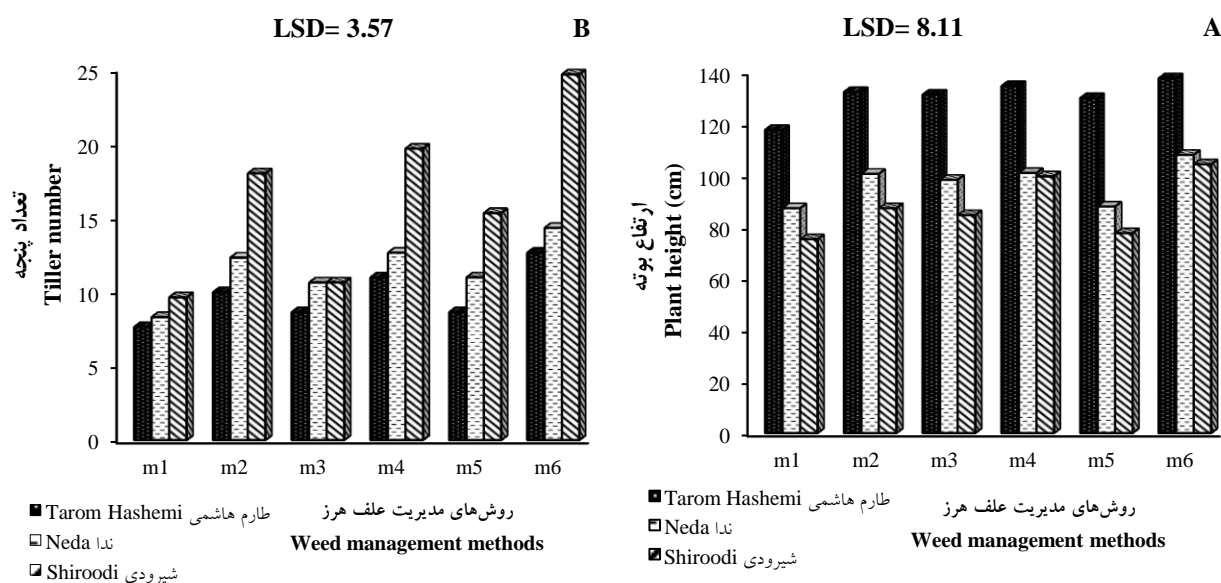 LSD= 3.57 B
تعداد پنجه
Tiller number
25
20
15
10
5
0
m1 m2 m3 m4 m5 m6
روش‌های مدیریت علف هرز
Weed management methods
Tarom Hashemi طارم هاشمی
Neda ندا
Shiroodi شیرودی
LSD= 8.11 A
ارتفاع بوته
Plant height (cm)
140
120
100
80
60
40
20
0
m1 m2 m3 m4 m5 m6
روش‌های مدیریت علف هرز
Weed management methods
Tarom Hashemi طارم هاشمی
Neda ندا
Shiroodi شیرودی